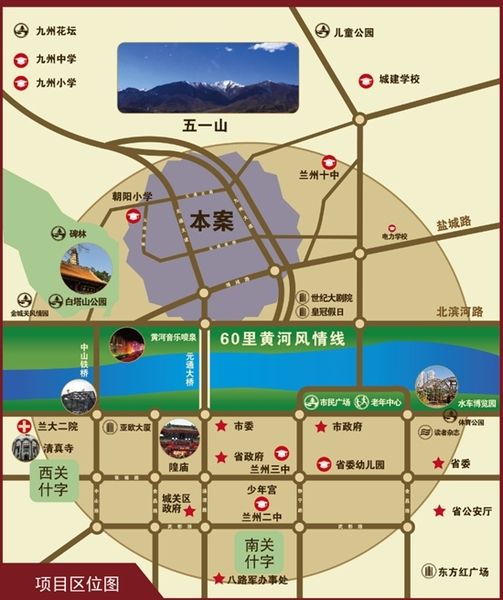 九州花坛
九州中学
九州小学
儿童公园
城建学校
五一山
兰州十中
朝阳小学
本案
盐城路
电力学校
碑林
白塔山公园
金城关风情园
世纪大剧院
皇冠假日
北滨河路
黄河音乐喷泉
60里黄河风情线
中山铁桥
元通大桥
市民广场
老年中心
水车博览园
体育公园
读者杂志
兰大二院
清真寺
亚欧大厦
隍庙
市委
市政府
省政府
兰州三中
省委幼儿园
省委
西关
什字
城关区
政府
少年宫
兰州二中
省公安厅
南关
什字
八路军办事处
东方红广场
项目区位图